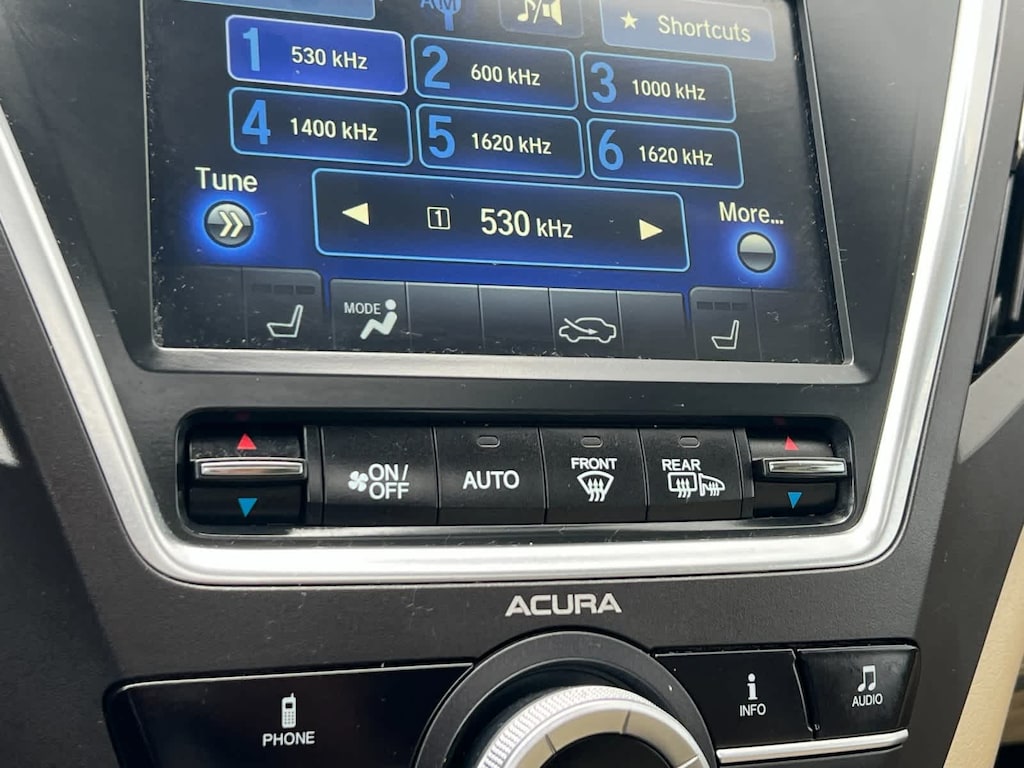 AM
Shortcuts
1 530 kHz
2 600 kHz
3 1000 kHz
4 1400 kHz
5 1620 kHz
6 1620 kHz
Tune
1 530 kHz
More...
MODE
ON/
OFF
AUTO
FRONT
REAR
ACURA
PHONE
i
INFO
AUDIO